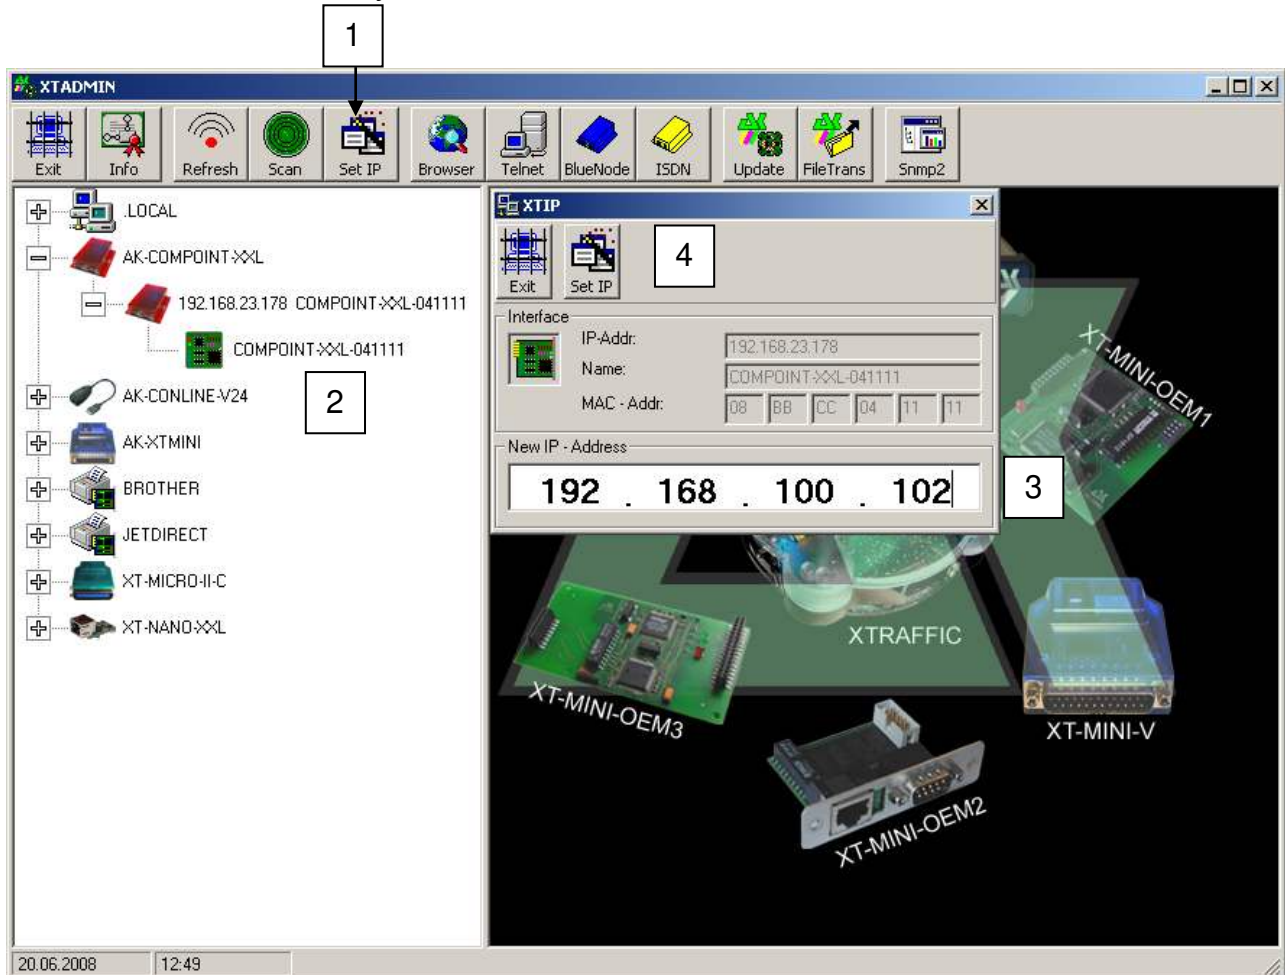 1
XTADMIN
Exit Info Refresh Scan Set IP Browser Telnet BlueNode ISDN Update FileTrans Snmp2
.LOCAL
AK-COMPOINT-XXL
192.168.23.178 COMPOINT-XXL-041111
COMPOINT-XXL-041111
2
AK-CONLINE-V24
AK-XTMINI
BROTHER
JETDIRECT
XT-MICRO-II-C
XT-NANO-XXL
XTIP
Exit Set IP
4
Interface
IP-Addr: 192.168.23.178
Name: COMPOINT-XXL-041111
MAC - Addr: 08 BB CC 04 11 11
New IP - Address
192 . 168 . 100 . 102
3
XT-MINI-OEM1
XTRAFFIC
XT-MINI-OEM3
XT-MINI-V
XT-MINI-OEM2
20.06.2008 12:49